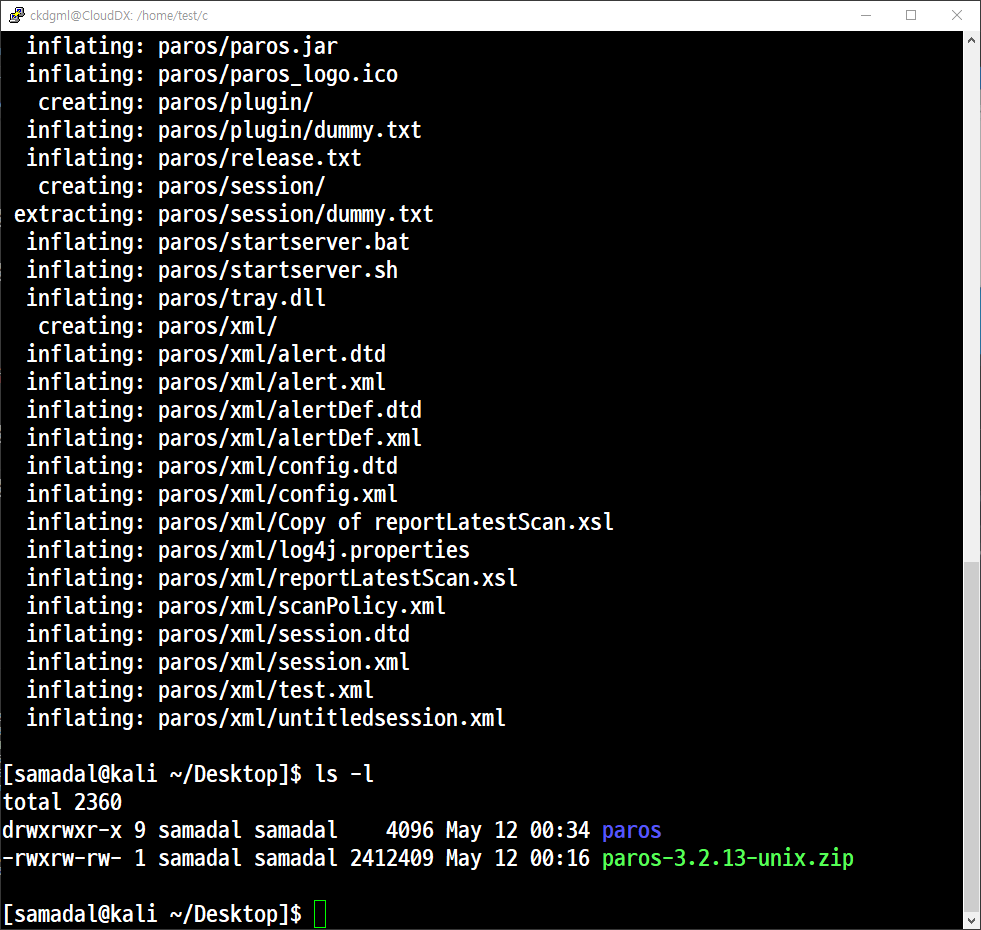 ckdgml@CloudDX: /home/test/c
inflating: paros/paros.jar
inflating: paros/paros_logo.ico
creating: paros/plugin/
inflating: paros/plugin/dummy.txt
inflating: paros/release.txt
creating: paros/session/
extracting: paros/session/dummy.txt
inflating: paros/startserver.bat
inflating: paros/startserver.sh
inflating: paros/tray.dll
creating: paros/xml/
inflating: paros/xml/alert.dtd
inflating: paros/xml/alert.xml
inflating: paros/xml/alertDef.dtd
inflating: paros/xml/alertDef.xml
inflating: paros/xml/config.dtd
inflating: paros/xml/config.xml
inflating: paros/xml/Copy of reportLatestScan.xsl
inflating: paros/xml/log4j.properties
inflating: paros/xml/reportLatestScan.xsl
inflating: paros/xml/scanPolicy.xml
inflating: paros/xml/session.dtd
inflating: paros/xml/session.xml
inflating: paros/xml/test.xml
inflating: paros/xml/untitledsession.xml
[samadal@kali ~/Desktop]$ ls -l
total 2360
drwxrwxr-x 9 samadal samadal    4096 May 12 00:34 paros
-rwxrw-rw- 1 samadal samadal 2412409 May 12 00:16 paros-3.2.13-unix.zip
[samadal@kali ~/Desktop]$